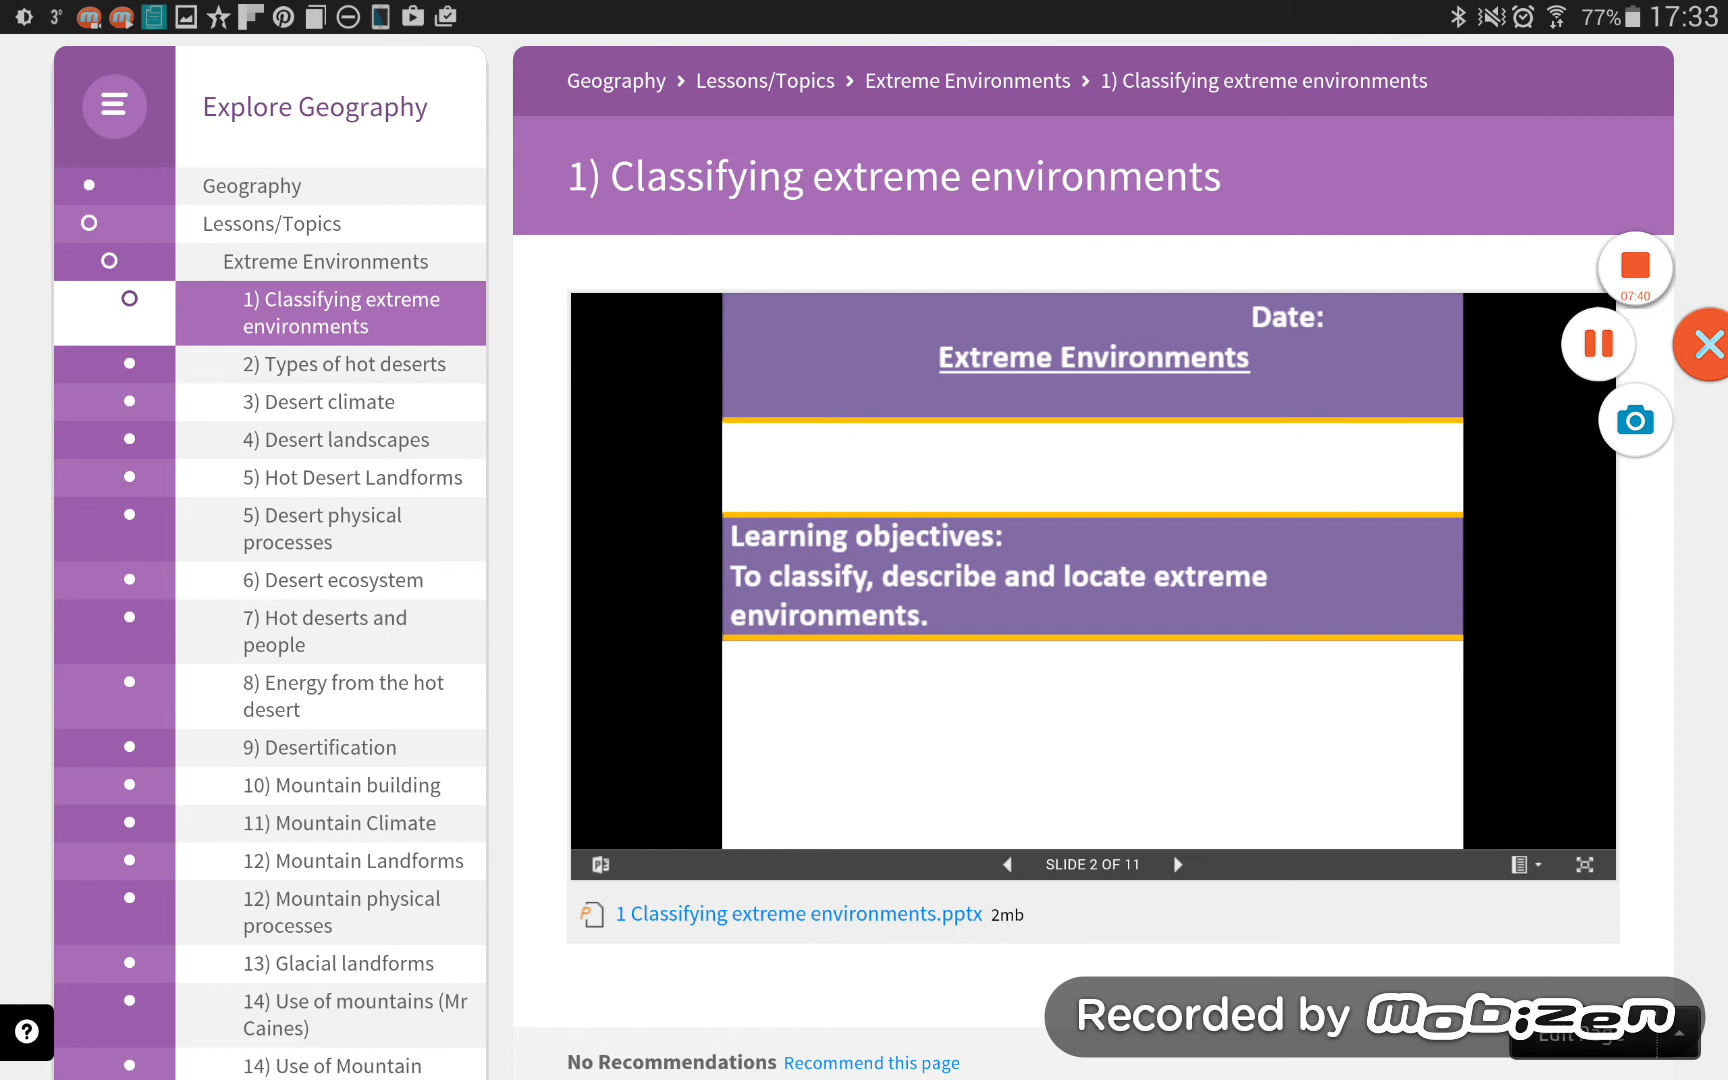 3°
77% 17:33
Explore Geography
Geography
Lessons/Topics
Extreme Environments
1) Classifying extreme
environments
2) Types of hot deserts
3) Desert climate
4) Desert landscapes
5) Hot Desert Landforms
5) Desert physical
processes
6) Desert ecosystem
7) Hot deserts and
people
8) Energy from the hot
desert
9) Desertification
10) Mountain building
11) Mountain Climate
12) Mountain Landforms
12) Mountain physical
processes
13) Glacial landforms
14) Use of mountains (Mr
Caines)
14) Use of Mountain
Geography > Lessons/Topics > Extreme Environments > 1) Classifying extreme environments
1) Classifying extreme environments
07:40
Date:
Extreme Environments
Learning objectives:
To classify, describe and locate extreme
environments.
SLIDE 2 OF 11
1 Classifying extreme environments.pptx 2mb
Recorded by mobizen
No Recommendations Recommend this page